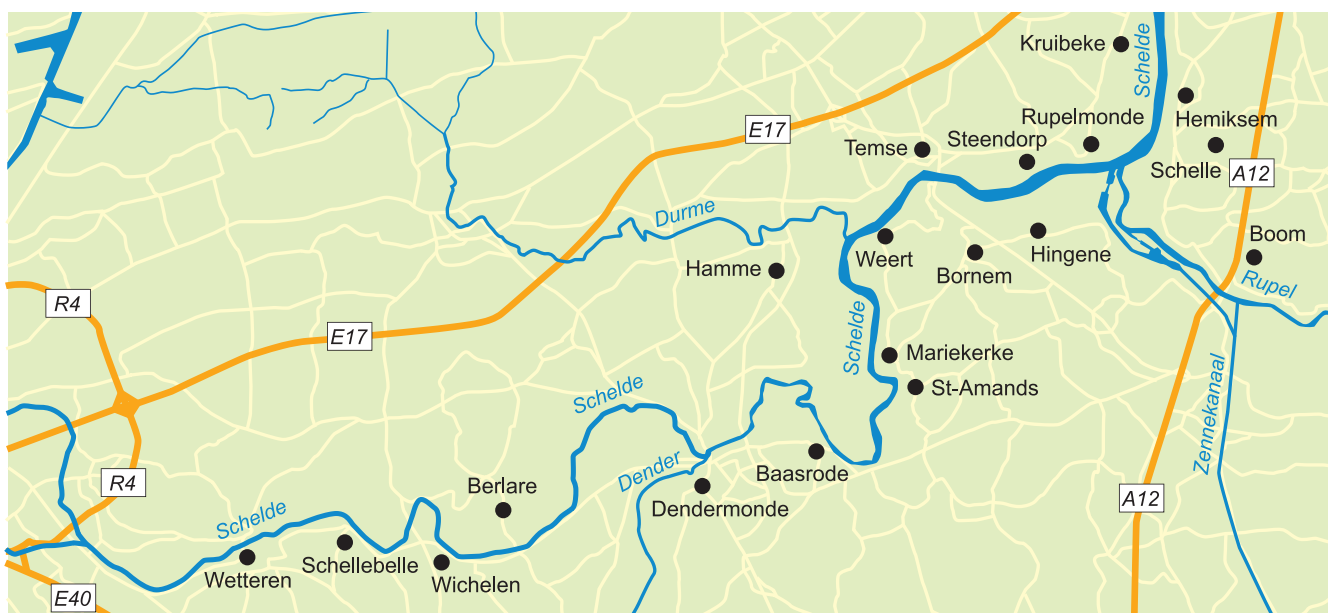 Kruibeke
Schelde
Hemiksem
Rupelmonde
E17
Steendorp
Temse
Schelle
A12
Durme
Weert
Hingene
Boom
Bornem
Hamme
Rupel
R4
E17
Schelde
Mariekerke
St-Amands
Schelde
Zennekanaal
Baasrode
Dender
R4
Berlare
Dendermonde
A12
Schelde
Schellebelle
Wetteren
Wichelen
E40